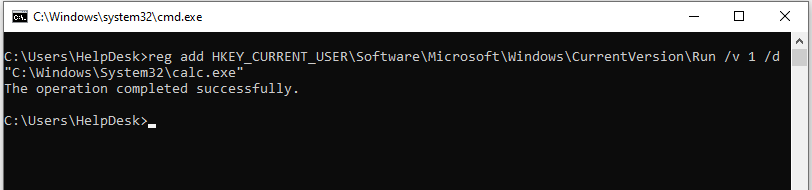 C:\Windows\system32\cmd.exe
C:\Users\HelpDesk>reg add HKEY_CURRENT_USER\Software\Microsoft\Windows\CurrentVersion\Run /v 1 /d
"C:\Windows\System32\calc.exe"
The operation completed successfully.
C:\Users\HelpDesk>